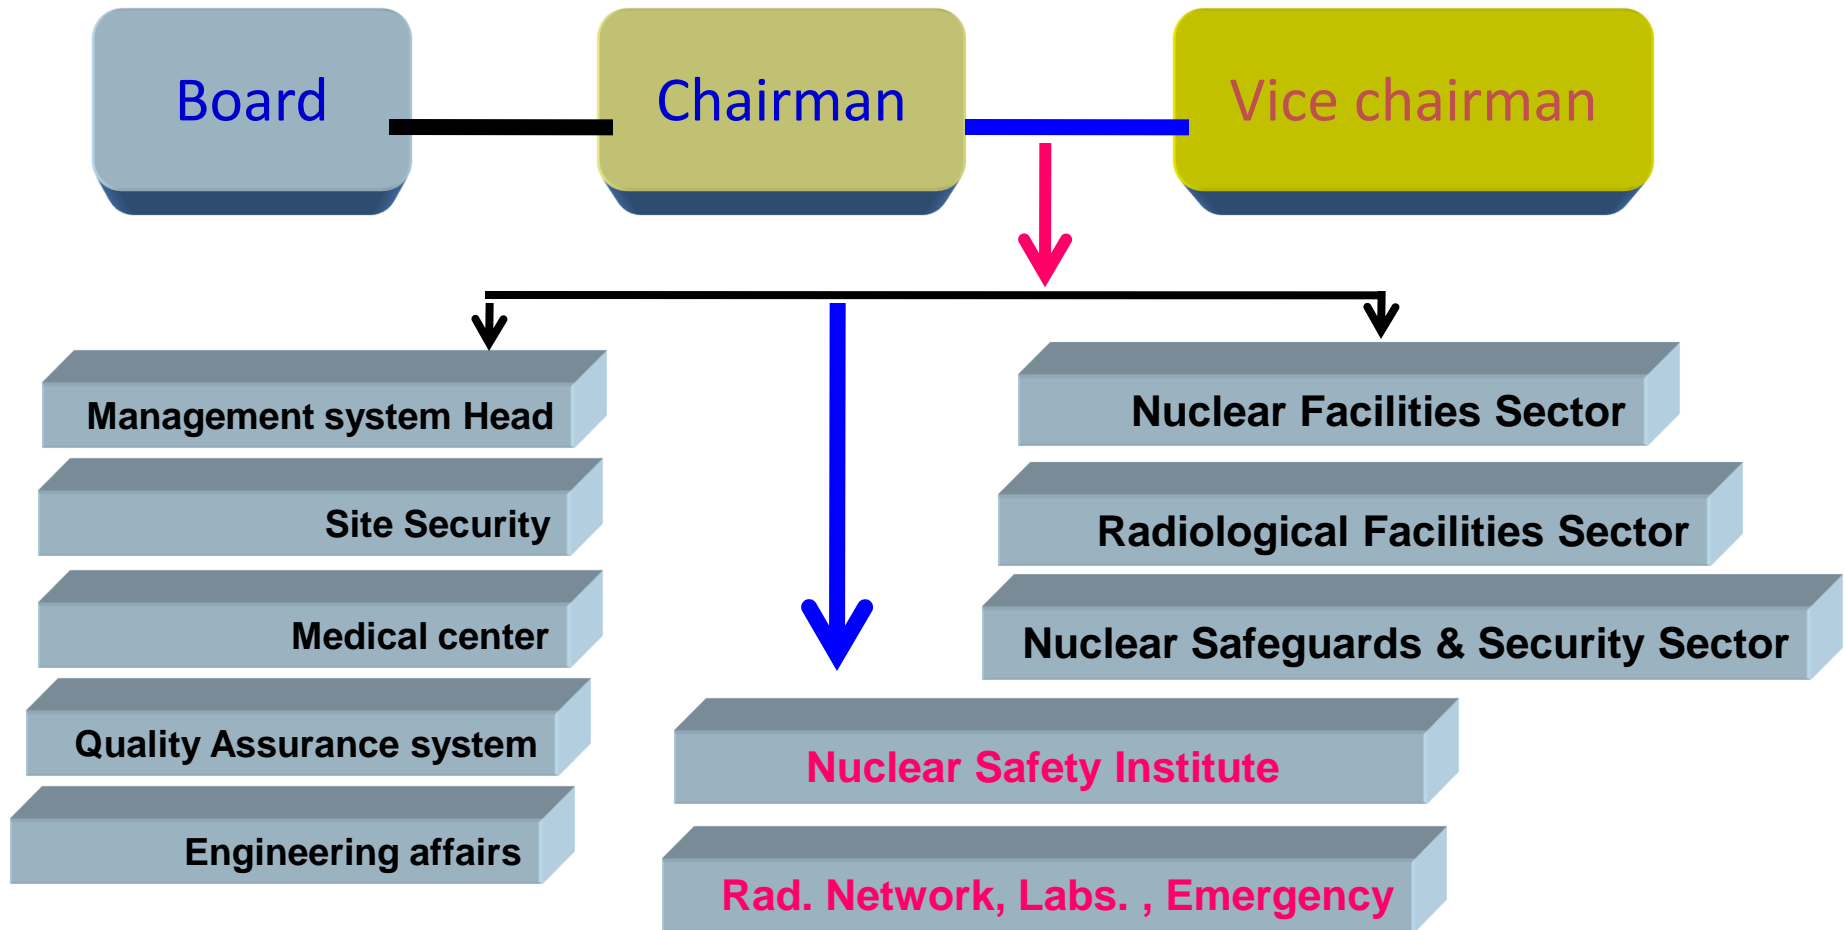 Board
Chairman
Vice chairman
Management system Head
Site Security
Medical center
Quality Assurance system
Engineering affairs
Nuclear Facilities Sector
Radiological Facilities Sector
Nuclear Safeguards & Security Sector
Nuclear Safety Institute
Rad. Network, Labs. , Emergency